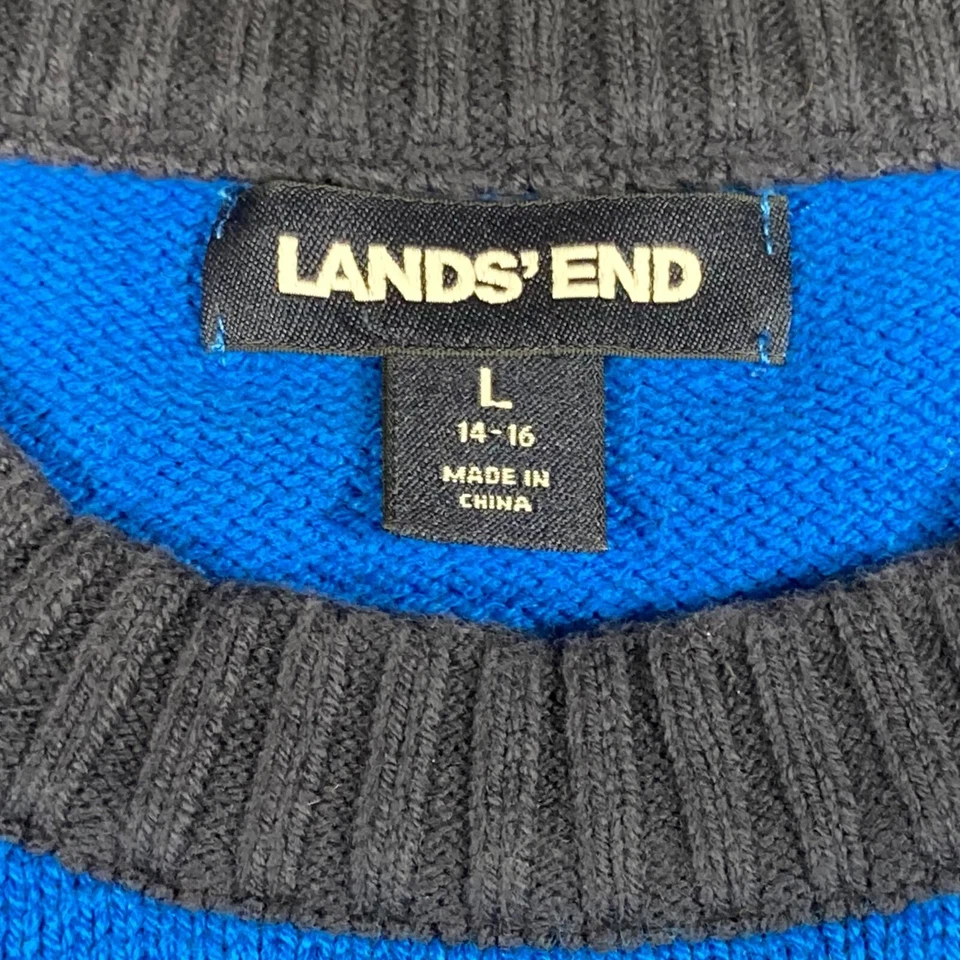 LANDS' END
L
14-16
MADE IN
CHINA